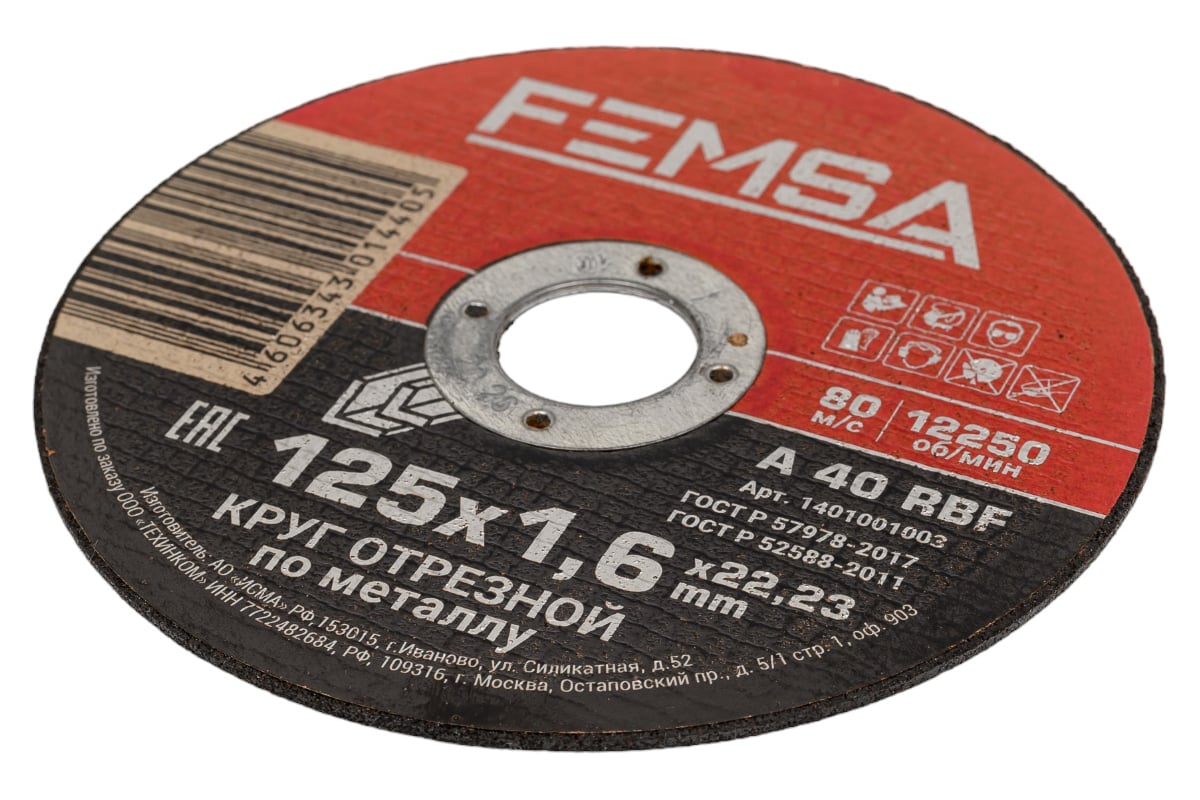 FEMSA
4606343014405
80
м/с
12250
об/мин
A 40 RBF
Арт. 1401001003
ГОСТ Р 57978-2017
ГОСТ Р 52588-2011
EAC
125x1,6
x22,23
mm
КРУГ ОТРЕЗНОЙ
по металлу
Изготовитель: АО «ИСМА» РФ, 153015, г.Иваново, ул. Силикатная, д.52
Изготовлено по заказу ООО «ТЕХИНКОМ» ИНН 7722482684, РФ, 109316, г. Москва, Остаповский пр., д. 5/1 стр. 1, оф. 903